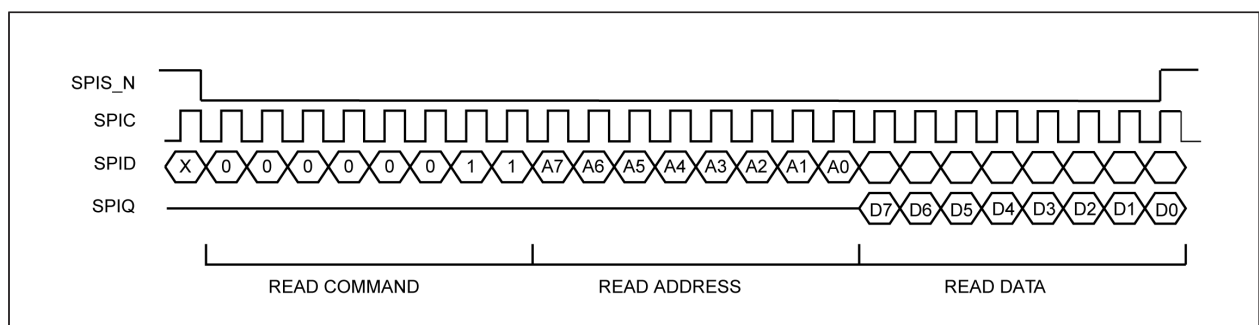 SPIS_N
SPIC
SPID X 0 0 0 0 0 0 1 1 A7 A6 A5 A4 A3 A2 A1 A0
SPIQ D7 D6 D5 D4 D3 D2 D1 D0
READ COMMAND READ ADDRESS READ DATA